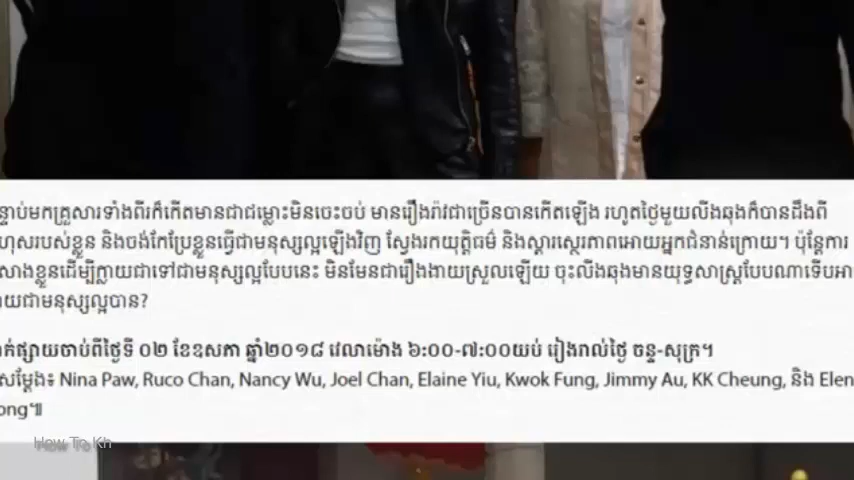 ន្ទាប់មកគ្រួសារទាំងពីរក៏កើតមានជាជម្លោះមិនចេះចប់ មានរឿងរ៉ាវជាច្រើនបានកើតឡើង រហូតថ្ងៃមួយលីងឆុងក៏បានដឹងពី
ហុសរបស់ខ្លួន និងចង់កែប្រែខ្លួនធ្វើជាមនុស្សល្អឡើងវិញ ស្វែងរកយុត្តិធម៌ និងស្តារស្ថេរភាពអោយអ្នកជំនាន់ក្រោយ។ ប៉ុន្តែការ
សាងខ្លួនដើម្បីក្លាយជាទៅជាមនុស្សល្អបែបនេះ មិនមែនជារឿងងាយស្រួលឡើយ ចុះលីងឆុងមានយុទ្ធសាស្ត្របែបណាទើបអា
យជាមនុស្សល្អបាន?
ក់ផ្សាយចាប់ពីថ្ងៃទី ០២ ខែឧសភា ឆ្នាំ២០១៨ វេលាម៉ោង ៦:00-៧:00យប់ រៀងរាល់ថ្ងៃ ចន្ទ-សុក្រ។
សម្តែង៖ Nina Paw, Ruco Chan, Nancy Wu, Joel Chan, Elaine Yiu, Kwok Fung, Jimmy Au, KK Cheung, និង Elen
ong៕
How To Kh